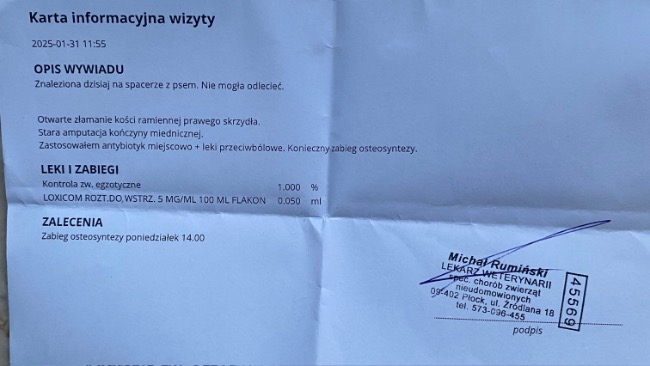 Karta informacyjna wizyty
2025-01-31 11:55
OPIS WYWIADU
Znaleziona dzisiaj na spacerze z psem. Nie mogła odlecieć.
Otwarte złamanie kości ramiennej prawego skrzydła.
Stara amputacja kończyny miednicznej.
Zastosowałem antybiotyk miejscowo + leki przeciwbólowe. Konieczny zabieg osteosyntezy.
LEKI I ZABIEGI
Kontrola zw. egzotyczne 1.000 %
LOXICOM ROZT.DO,WSTRZ. 5 MG/ML 100 ML FLAKON 0.050 ml
ZALECENIA
Zabieg osteosyntezy poniedziałek 14.00
Michał Rumiński
LEKARZ WETERYNARII
spec. chorób zwierząt
nieudomowionych
09-402 Płock, ul. Źródlana 18
tel. 573-096-455
45569
podpis